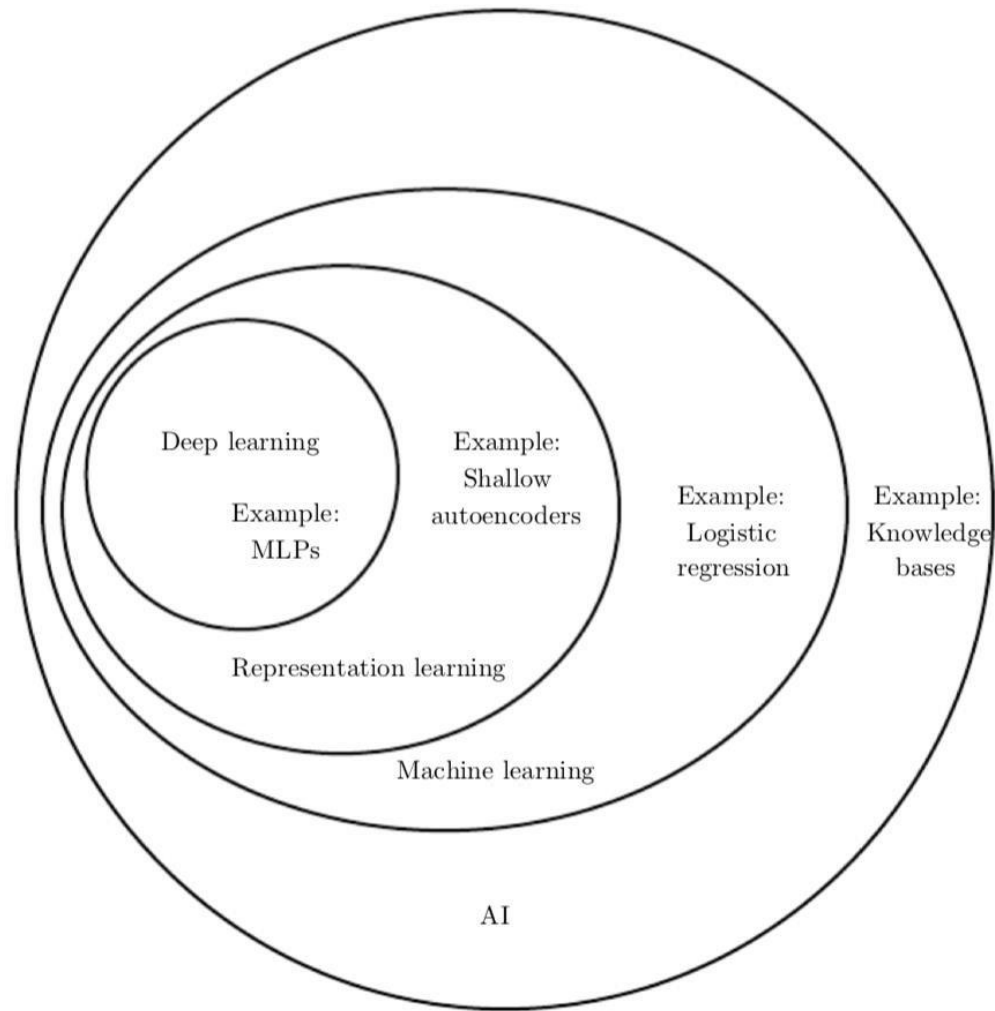 Deep learning
Example:
MLPs
Example:
Shallow
autoencoders
Example:
Logistic
regression
Example:
Knowledge
bases
Representation learning
Machine learning
AI